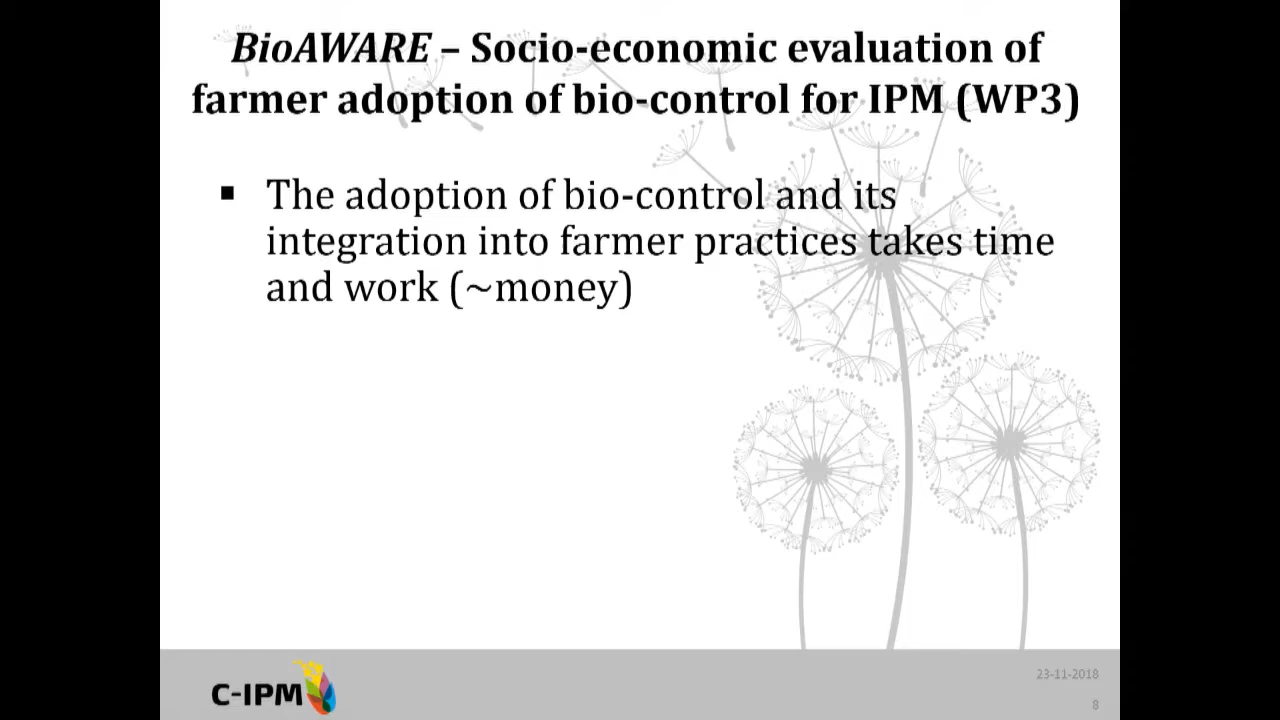 BioAWARE – Socio-economic evaluation of
farmer adoption of bio-control for IPM (WP3)
▪ The adoption of bio-control and its
integration into farmer practices takes time
and work (~money)
C-IPM
23-11-2018
8